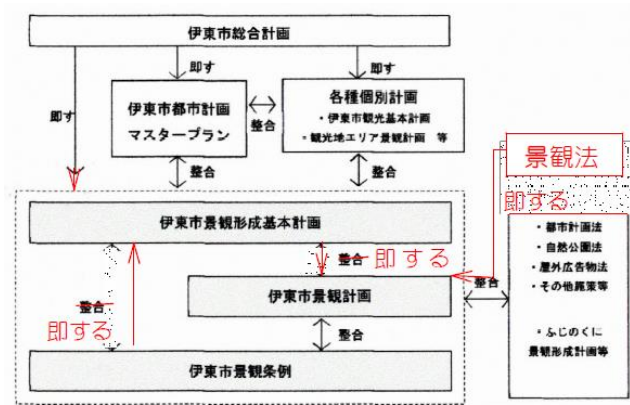 伊東市総合計画
即す
即す
即す
伊東市都市計画
マスタープラン
整合
各種個別計画
・伊東市観光基本計画
・観光地エリア景観計画 等
整合
整合
景観法
即する
伊東市景観形成基本計画
整合
即する
整合
即する
伊東市景観計画
整合
整合
伊東市景観条例
・都市計画法
・自然公園法
・屋外広告物法
・その他施策等
・ふじのくに
景観形成計画等